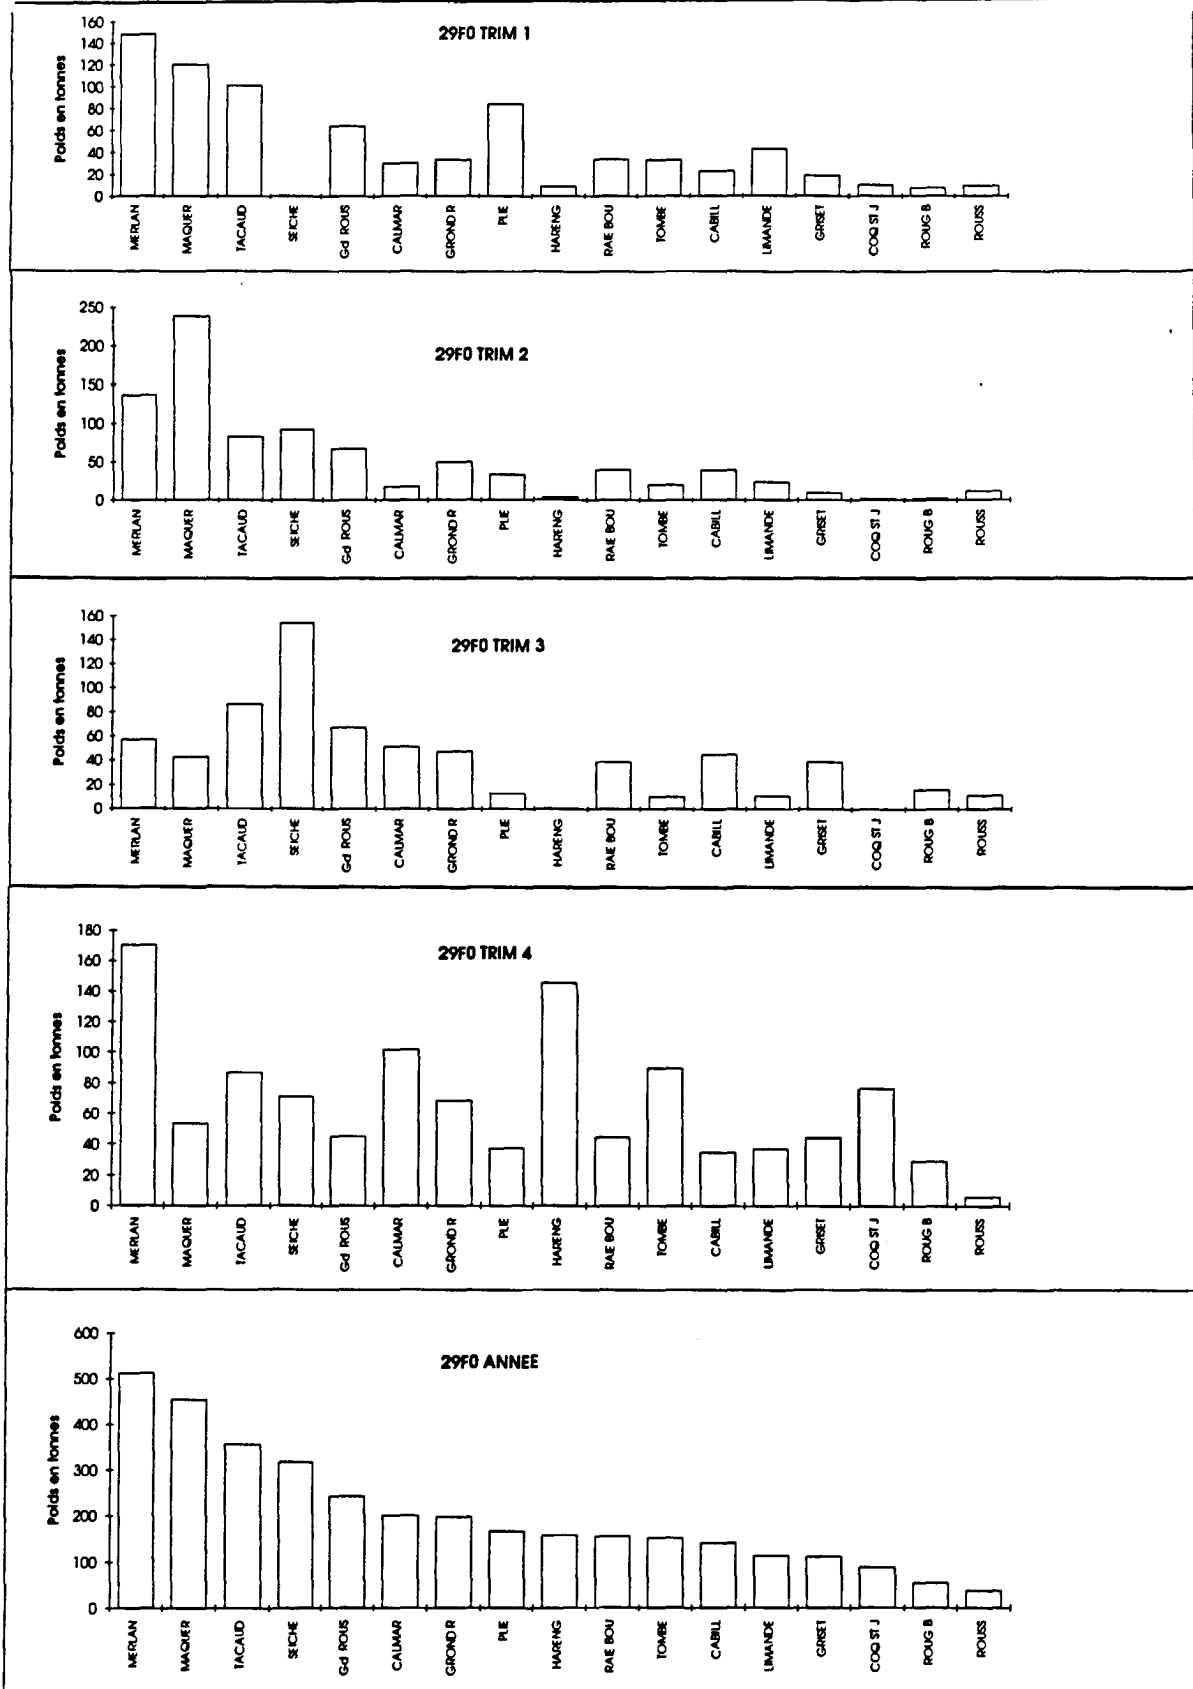 29F0 TRIM 1
Poids en tonnes
160
140
120
100
80
60
40
20
0
MERLAN
MAQUER
TACAUD
SEICHE
Gd ROUS
CALMAR
GROND R
PLIE
HARENG
RAIE BOU
TOMBE
CABILL
LIMANDE
GRISET
COQ ST J
ROUG B
ROUSS
29F0 TRIM 2
Poids en tonnes
250
200
150
100
50
0
MERLAN
MAQUER
TACAUD
SEICHE
Gd ROUS
CALMAR
GROND R
PLIE
HARENG
RAIE BOU
TOMBE
CABILL
LIMANDE
GRISET
COQ ST J
ROUG B
ROUSS
29F0 TRIM 3
Poids en tonnes
160
140
120
100
80
60
40
20
0
MERLAN
MAQUER
TACAUD
SEICHE
Gd ROUS
CALMAR
GROND R
PLIE
HARENG
RAIE BOU
TOMBE
CABILL
LIMANDE
GRISET
COQ ST J
ROUG B
ROUSS
29F0 TRIM 4
Poids en tonnes
180
160
140
120
100
80
60
40
20
0
MERLAN
MAQUER
TACAUD
SEICHE
Gd ROUS
CALMAR
GROND R
PLIE
HARENG
RAIE BOU
TOMBE
CABILL
LIMANDE
GRISET
COQ ST J
ROUG B
ROUSS
29F0 ANNEE
Poids en tonnes
600
500
400
300
200
100
0
MERLAN
MAQUER
TACAUD
SEICHE
Gd ROUS
CALMAR
GROND R
PLIE
HARENG
RAIE BOU
TOMBE
CABILL
LIMANDE
GRISET
COQ ST J
ROUG B
ROUSS